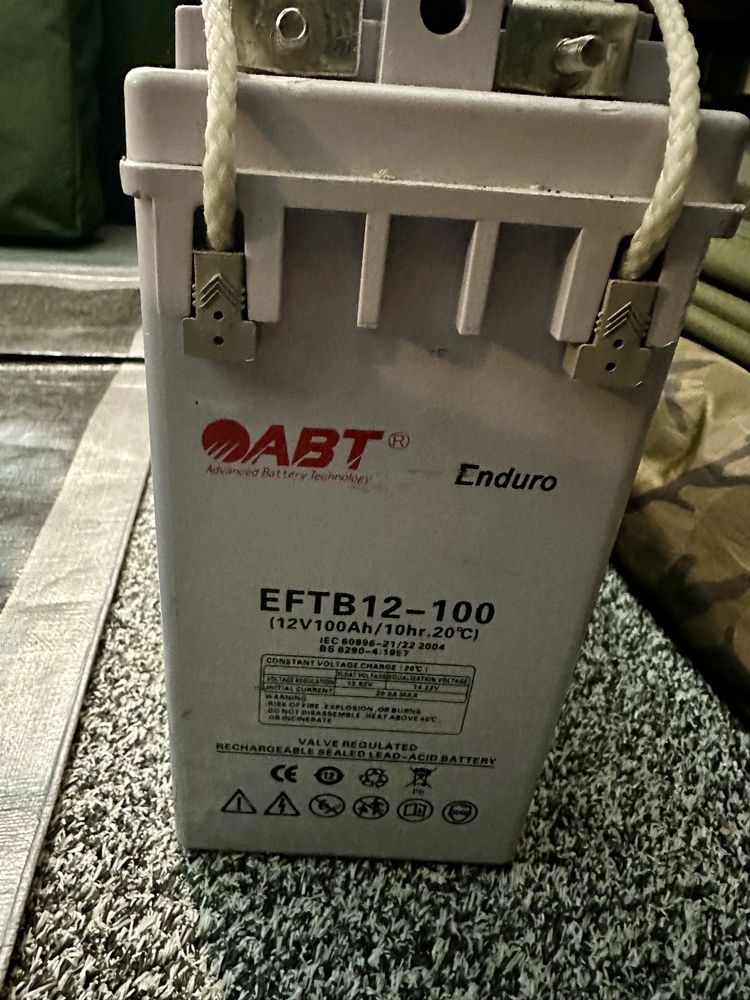 ABT®
Advanced Battery Technology
Enduro
EFTB12-100
(12V100Ah/10hr.20°C)
IEC 60896-21/22 2004
BS 6290-4:1997
CONSTANT VOLTAGE CHARGE (20°C)
FLOAT VOLTAGE EQUALIZATION VOLTAGE
VOLTAGE REGULATION 13.62V
INITIAL CURRENT 20.0A MAX
WARNING
RISK OF FIRE, EXPLOSION, OR BURNS
DO NOT DISASSEMBLE, HEAT ABOVE
OR INCINERATE
VALVE REGULATED
RECHARGEABLE SEALED LEAD-ACID BATTERY
CE 12 Pb